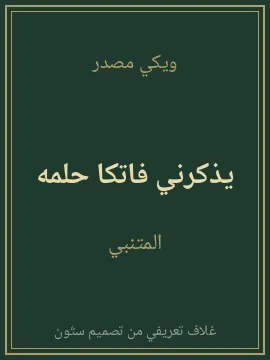 ويكي مصدر
يذكرني فاتكا حلمه
المتنبي
غلاف تعريفي من تصميم سثون